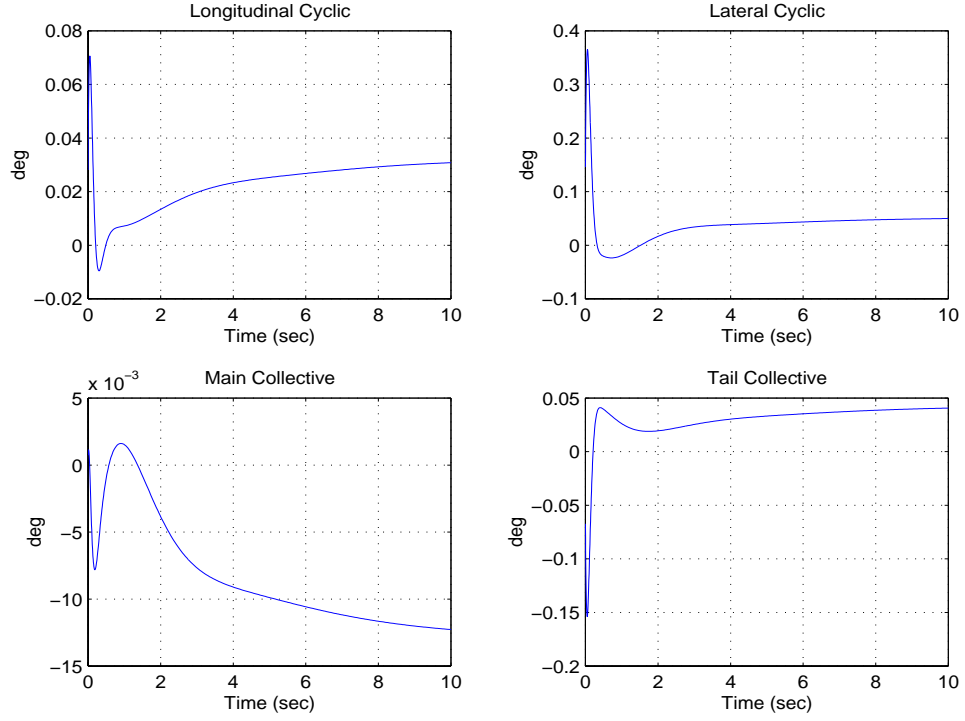 Longitudinal Cyclic
0.08
0.06
0.04
0.02
0
−0.02
deg
0 2 4 6 8 10
Time (sec)
Lateral Cyclic
0.4
0.3
0.2
0.1
0
−0.1
deg
0 2 4 6 8 10
Time (sec)
Main Collective
x 10⁻³
5
0
−5
−10
−15
deg
0 2 4 6 8 10
Time (sec)
Tail Collective
0.05
0
−0.05
−0.1
−0.15
−0.2
deg
0 2 4 6 8 10
Time (sec)